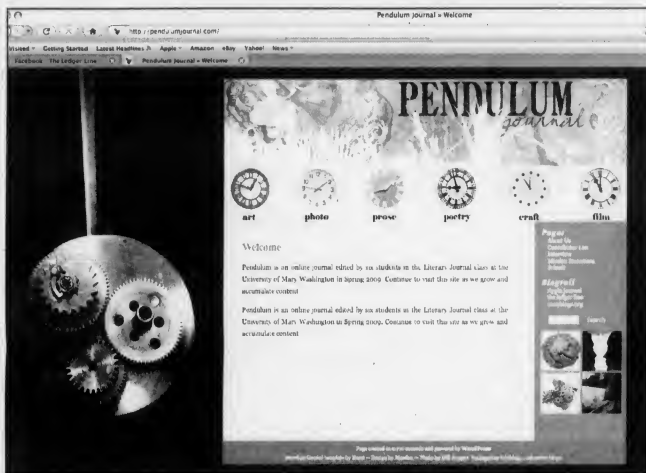 Pendulum Journal » Welcome
http://pendulumjournal.com/
Getting Started Latest Headlines Apple Amazon eBay Yahoo! News
Facebook The Ledger Line Pendulum Journal » Welcome
PENDULUM
journal
art photo prose poetry craft film
Welcome
Pendulum is an online journal edited by six students in the Literary Journal class at the
University of Mary Washington in Spring 2009. Continue to visit this site as we grow and
accumulate content
Pendulum is an online journal edited by six students in the Literary Journal class at the
University of Mary Washington in Spring 2009. Continue to visit this site as we grow and
accumulate content
Pages
About Us
Contributor List
Interview
Submit
Blogroll
Search